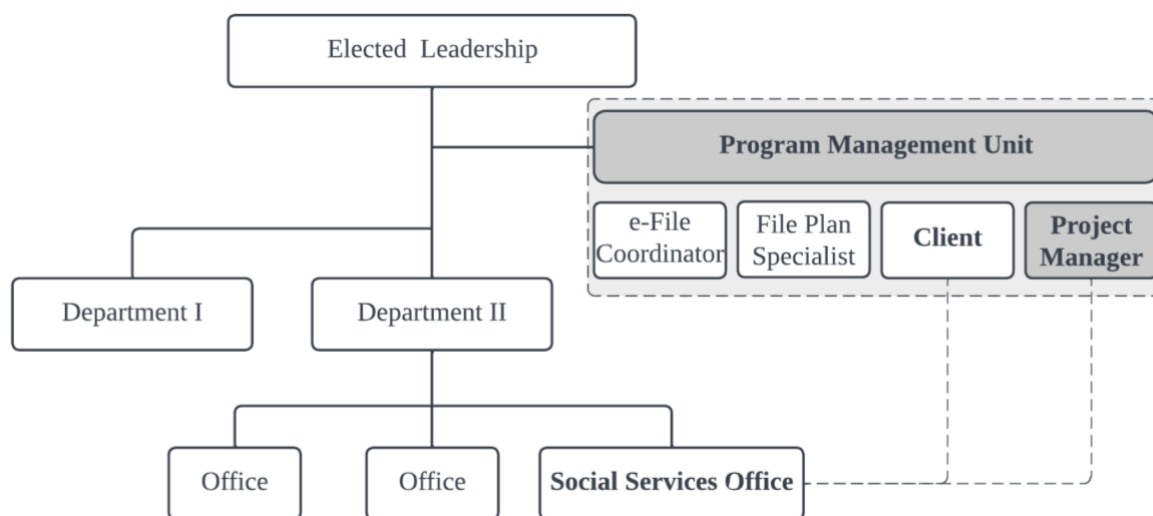 Elected Leadership
Program Management Unit
e-File
Coordinator
File Plan
Specialist
Client
Project
Manager
Department I
Department II
Office
Office
Social Services Office